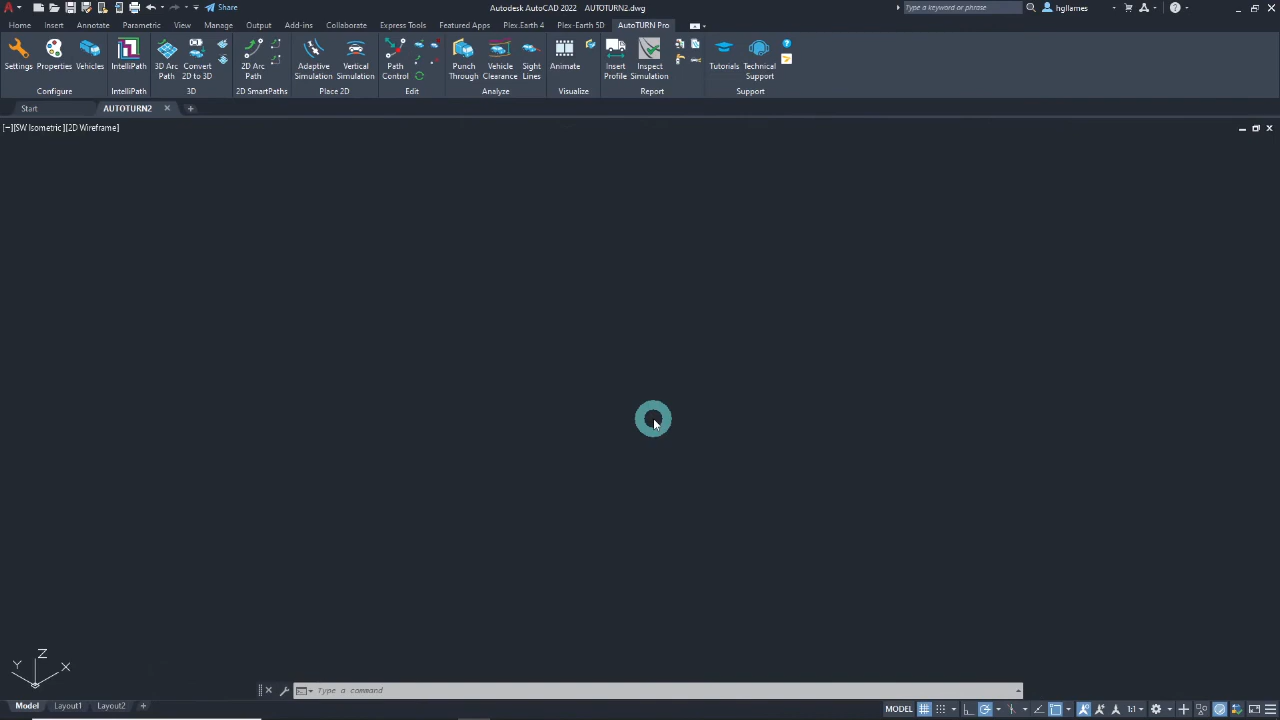 Share
Autodesk AutoCAD 2022 AUTOTURN2.dwg
Type a keyword or phrase
hgllames
Home Insert Annotate Parametric View Manage Output Add-ins Collaborate Express Tools Featured Apps Plex.Earth 4 Plex-Earth 5D AutoTURN Pro
Settings Properties Vehicles IntelliPath 3D Arc Path Convert 2D to 3D 2D Arc Path Adaptive Simulation Vertical Simulation Path Control Punch Through Vehicle Clearance Sight Lines Animate Insert Profile Inspect Simulation Tutorials Technical Support
Configure IntelliPath 3D 2D SmartPaths Place 2D Edit Analyze Visualize Report Support
Start AUTOTURN2
[−][SW Isometric][2D Wireframe]
Z
Y X
Type a command
Model Layout1 Layout2
MODEL 1:1